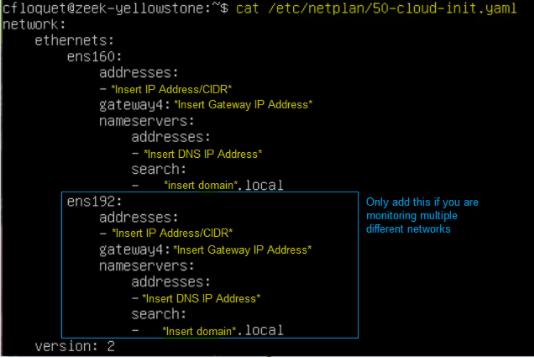 cfloquet@zeek-yellowstone:~$ cat /etc/netplan/50-cloud-init.yaml
network:
    ethernets:
        ens160:
            addresses:
            - *Insert IP Address/CIDR*
            gateway4: *Insert Gateway IP Address*
            nameservers:
                addresses:
                - *Insert DNS IP Address*
                search:
                - *insert domain*.local
        ens192:
            addresses:
            - *Insert IP Address/CIDR*
            gateway4: *Insert Gateway IP Address*
            nameservers:
                addresses:
                - *Insert DNS IP Address*
                search:
                - *Insert domain*.local
    version: 2
Only add this if you are
monitoring multiple
different networks